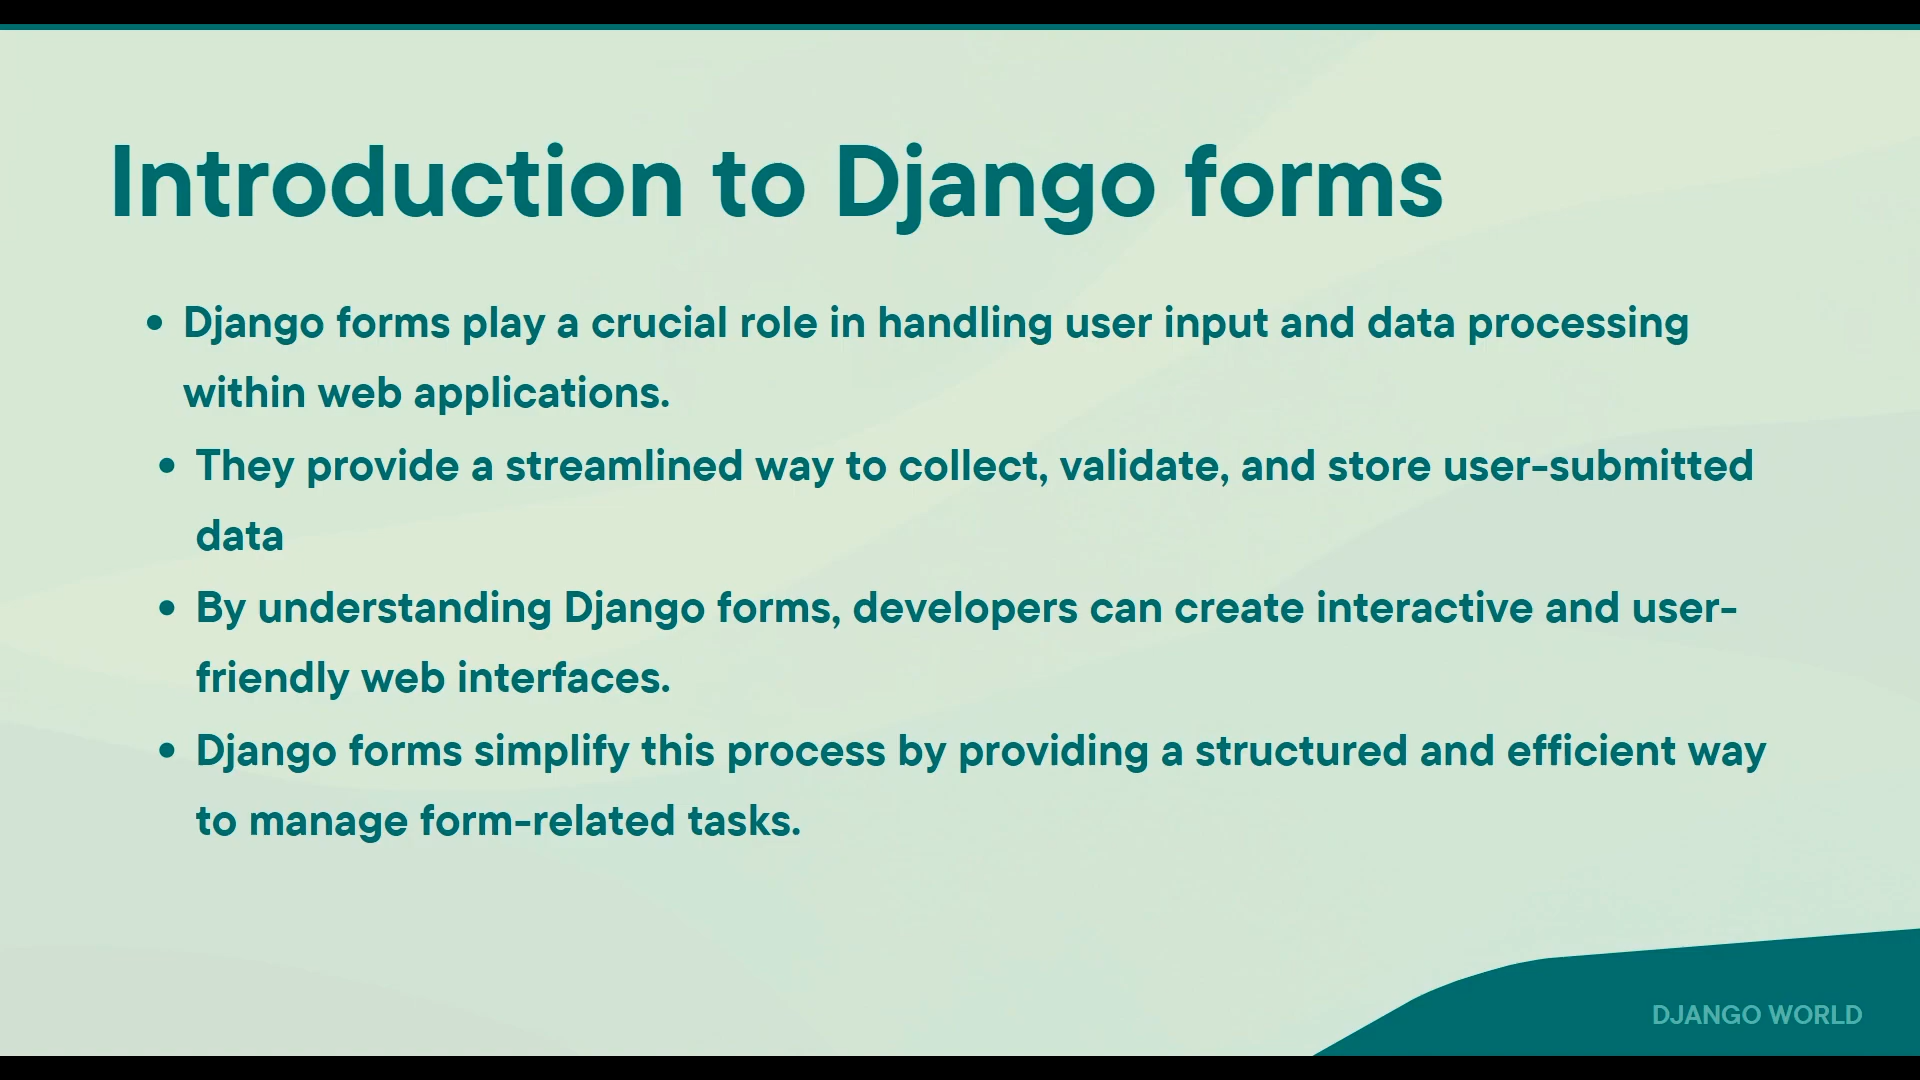 Introduction to Django forms
• Django forms play a crucial role in handling user input and data processing
within web applications.
• They provide a streamlined way to collect, validate, and store user-submitted
data
• By understanding Django forms, developers can create interactive and user-
friendly web interfaces.
• Django forms simplify this process by providing a structured and efficient way
to manage form-related tasks.
DJANGO WORLD